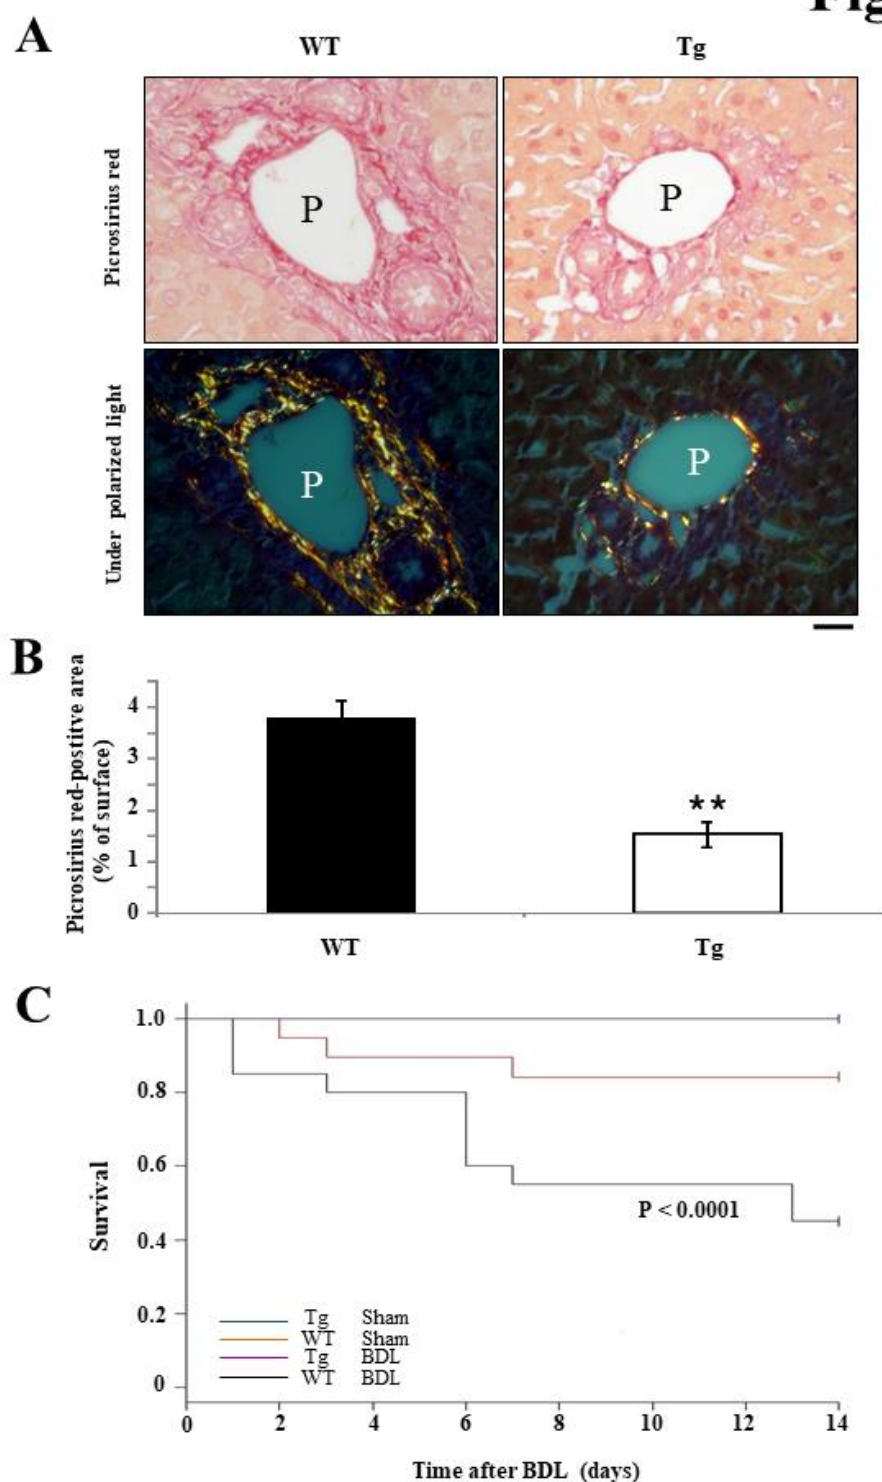 Fig
A
WT Tg
Picrosirius red
P P
Under polarized light
P P
B
Picrosirius red-postitve area
(% of surface)
4
3
2
1
0
**
WT Tg
C
Survival
1.0
0.8
0.6
0.4
0.2
0
P < 0.0001
Tg Sham
WT Sham
Tg BDL
WT BDL
0 2 4 6 8 10 12 14
Time after BDL (days)